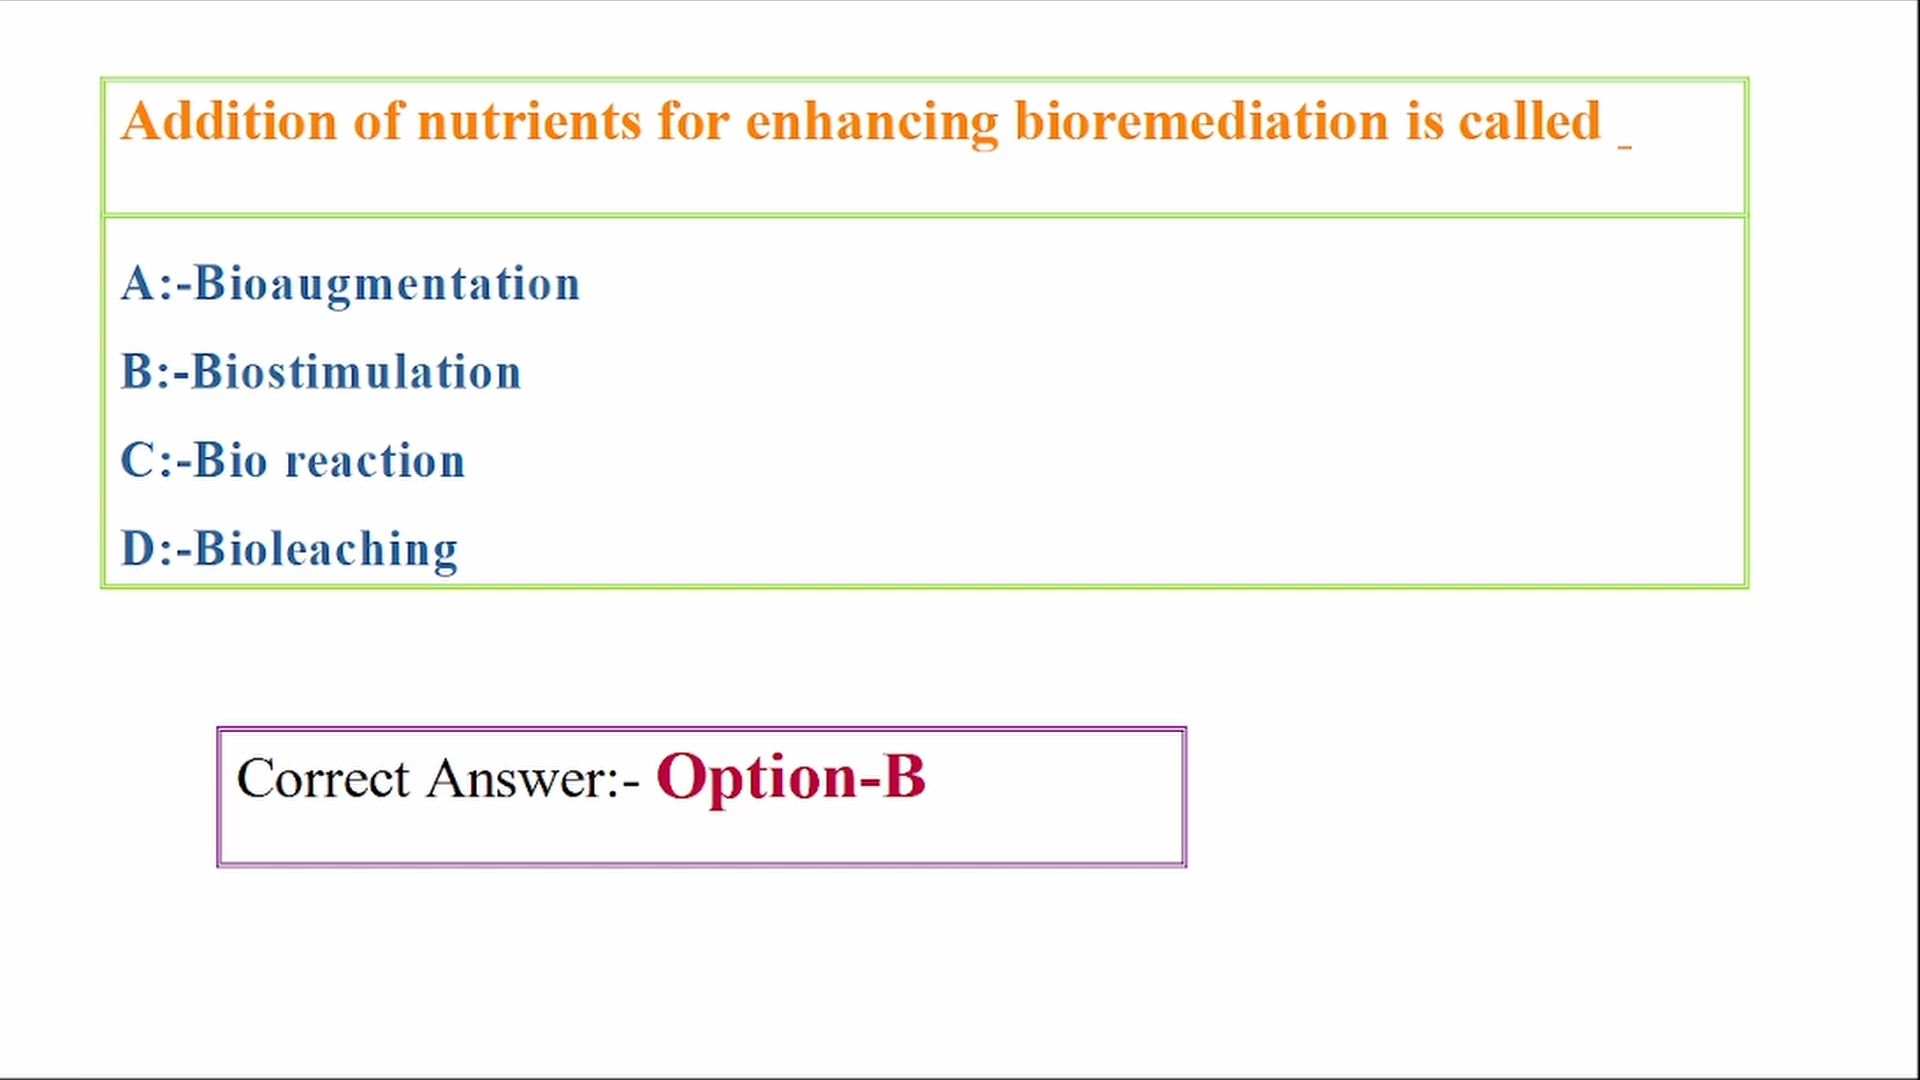 Addition of nutrients for enhancing bioremediation is called _
A:-Bioaugmentation
B:-Biostimulation
C:-Bio reaction
D:-Bioleaching
Correct Answer:- Option-B